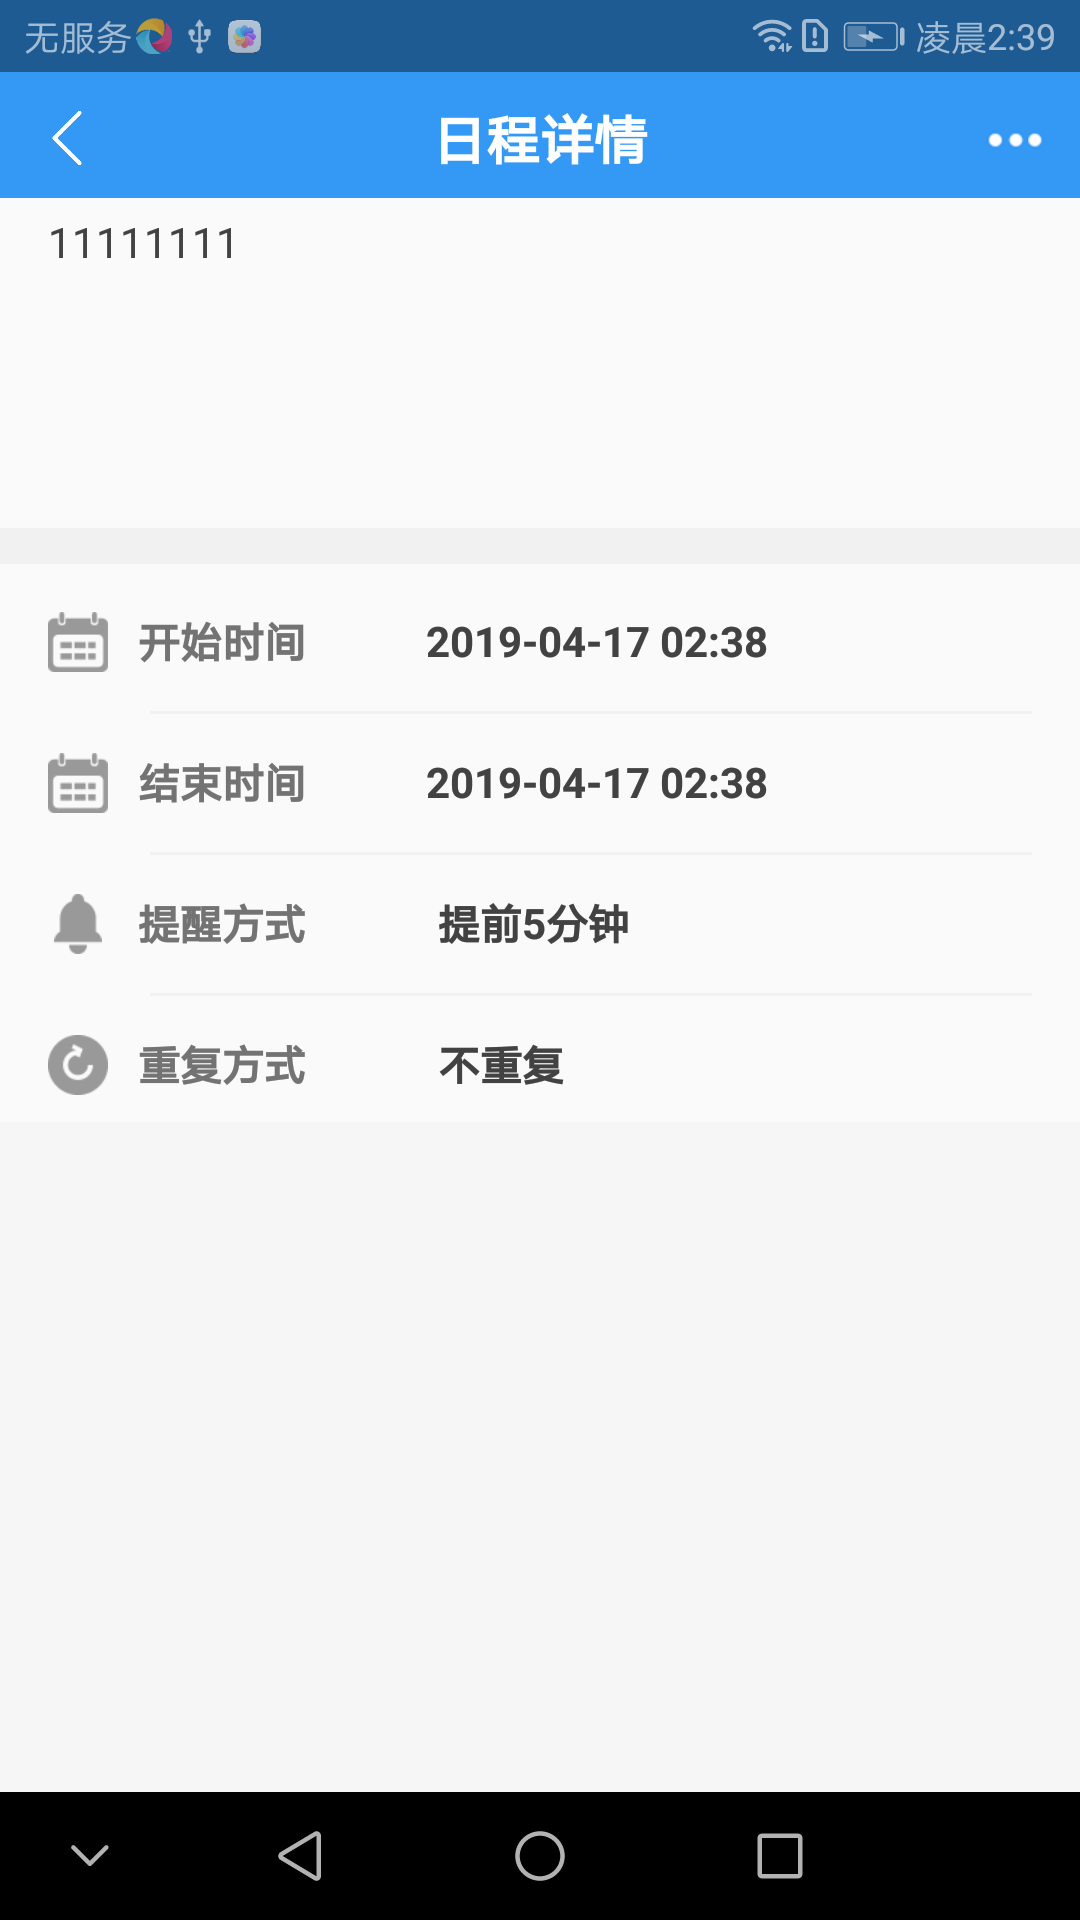 无服务 凌晨2:39
日程详情
11111111
开始时间 2019-04-17 02:38
结束时间 2019-04-17 02:38
提醒方式 提前5分钟
重复方式 不重复